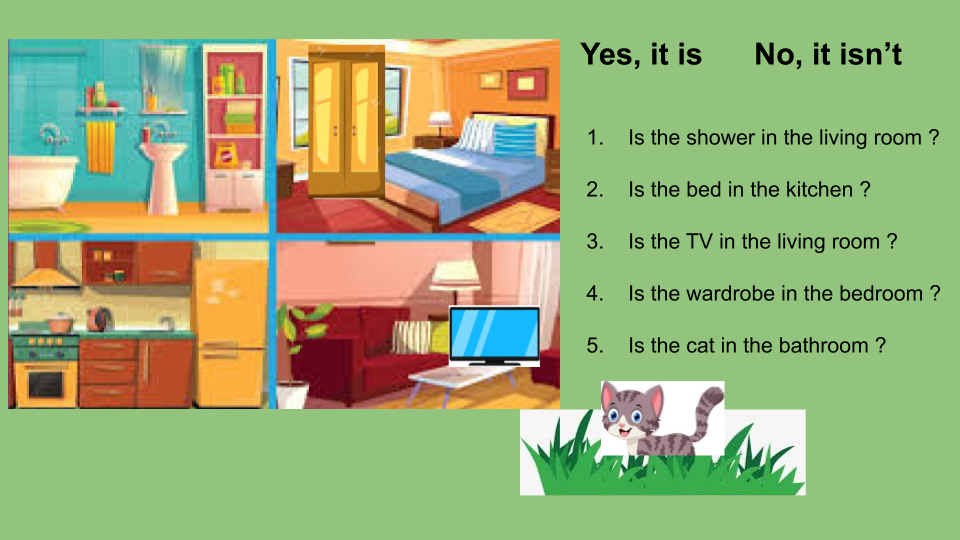 Yes, it is No, it isn’t
1. Is the shower in the living room ?
2. Is the bed in the kitchen ?
3. Is the TV in the living room ?
4. Is the wardrobe in the bedroom ?
5. Is the cat in the bathroom ?